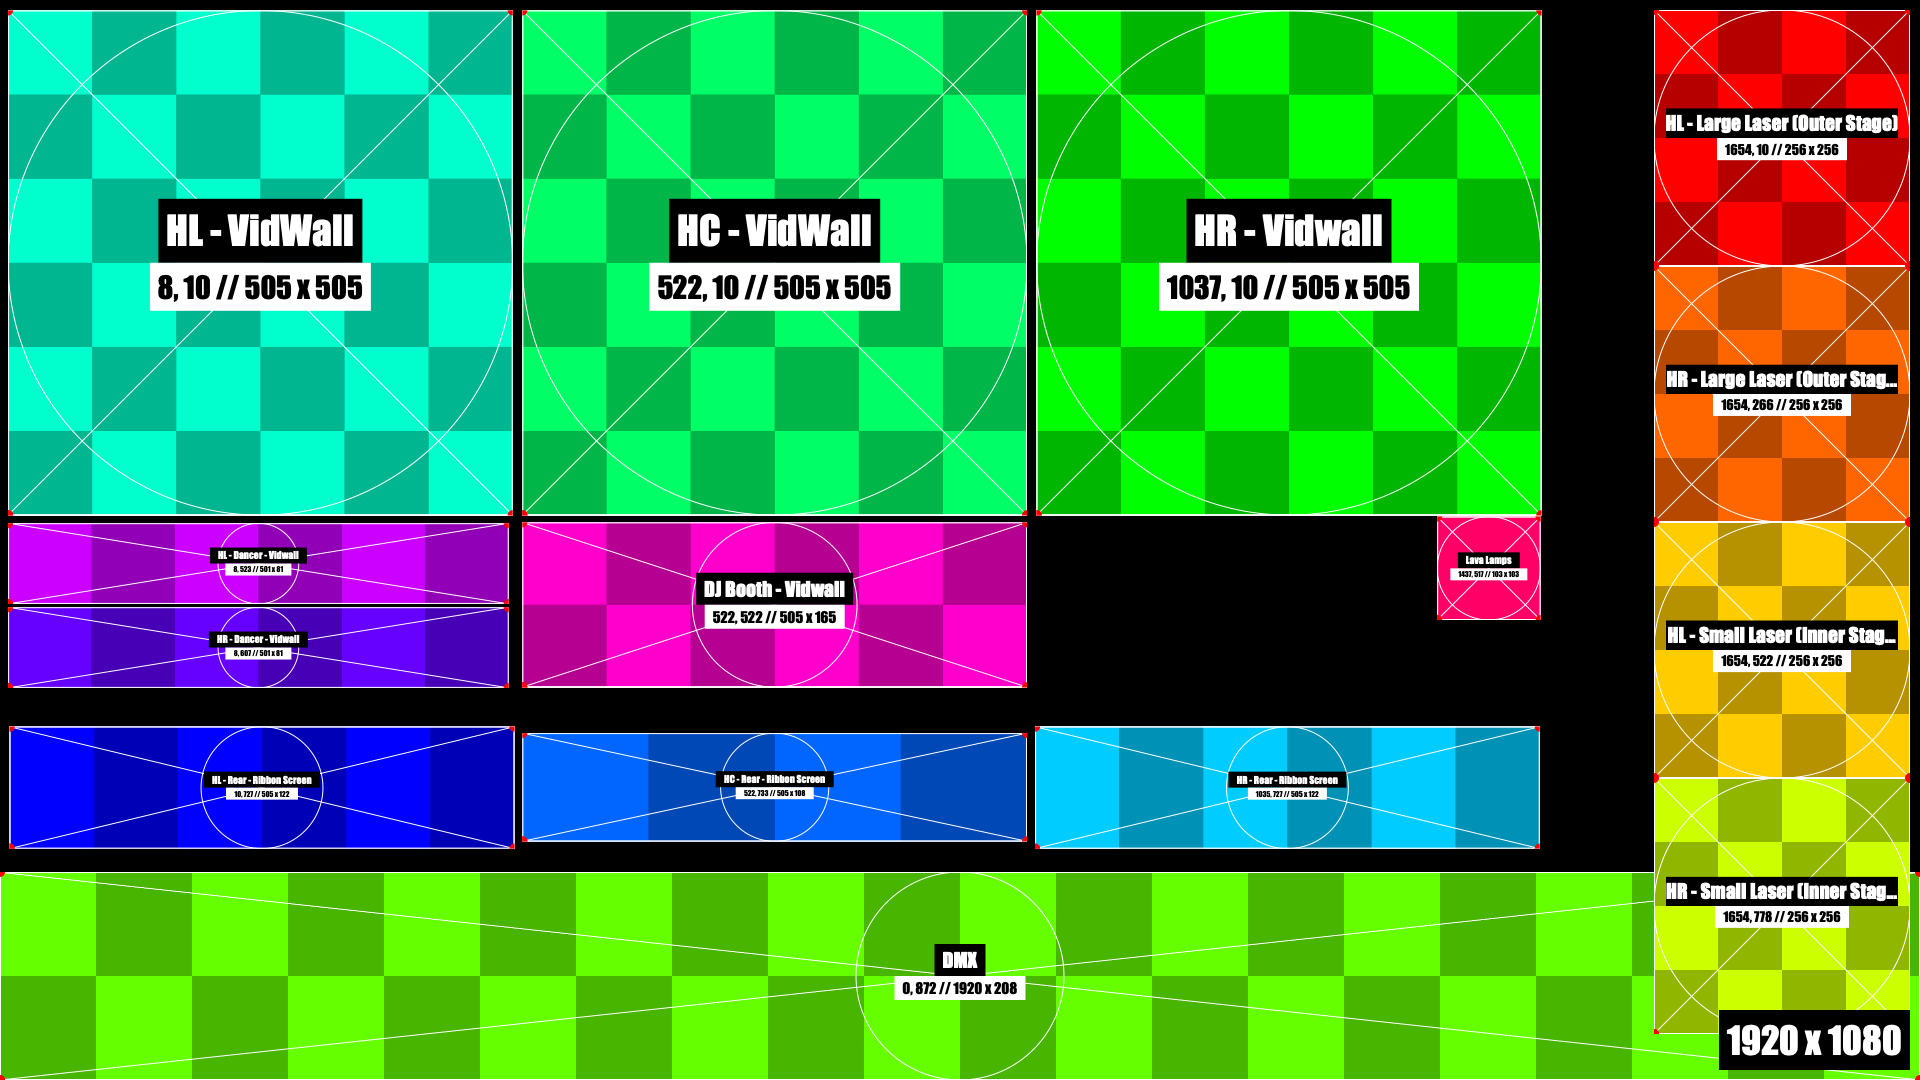 HL - VidWall
8, 10 // 505 x 505
HC - VidWall
522, 10 // 505 x 505
HR - Vidwall
1037, 10 // 505 x 505
HL - Large Laser (Outer Stage)
1654, 10 // 256 x 256
HR - Large Laser (Outer Stag...
1654, 266 // 256 x 256
HL - Dancer - Vidwall
8, 523 // 501 x 81
HR - Dancer - Vidwall
8, 607 // 501 x 81
DJ Booth - Vidwall
522, 522 // 505 x 165
Lava Lamps
1437, 517 // 103 x 103
HL - Small Laser (Inner Stag...
1654, 522 // 256 x 256
HL - Rear - Ribbon Screen
10, 727 // 505 x 122
HC - Rear - Ribbon Screen
522, 733 // 505 x 108
HR - Rear - Ribbon Screen
1035, 727 // 505 x 122
HR - Small Laser (Inner Stag...
1654, 778 // 256 x 256
DMX
0, 872 // 1920 x 208
1920 x 1080